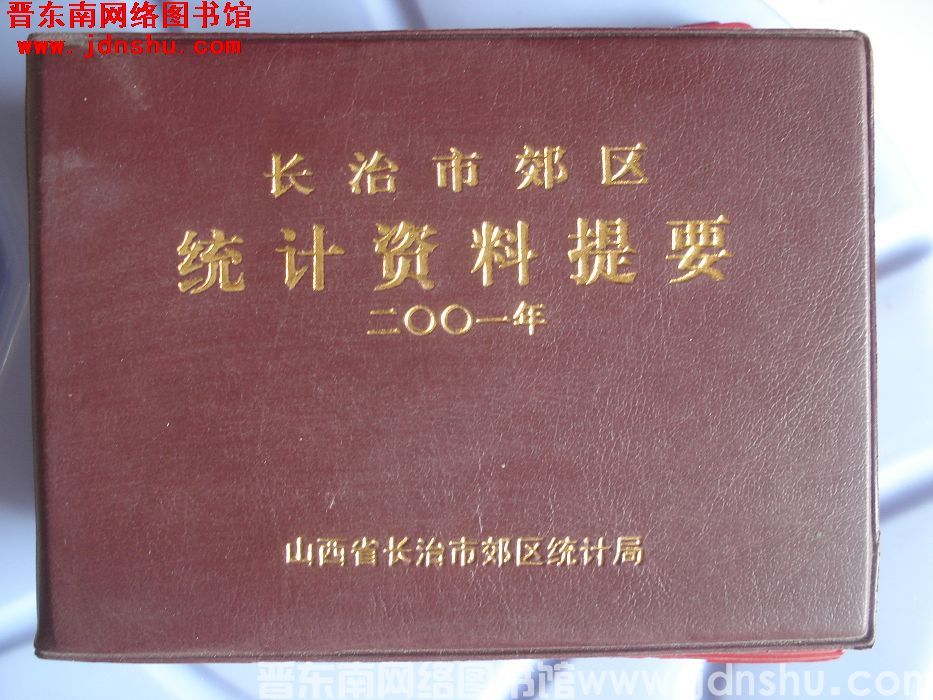 晋东南网络图书馆
www.jdnshu.com
长治市郊区
统计资料提要
二〇〇一年
山西省长治市郊区统计局
晋东南网络图书馆www.jdnshu.com